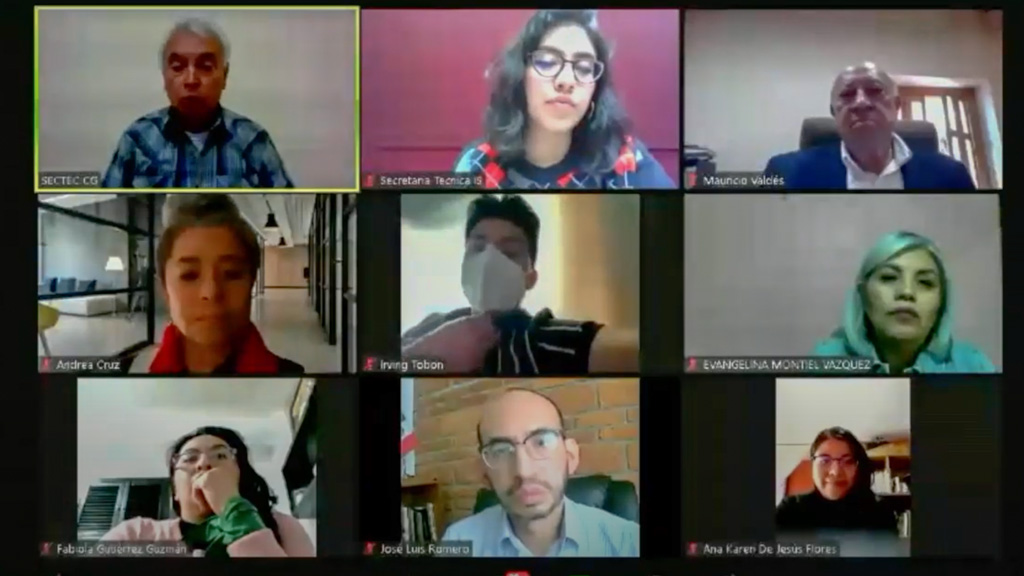 SECTEC CG
Secretaria Tecnica IS
Mauricio Valdés
Andrea Cruz
Irving Tobon
EVANGELINA MONTIEL VAZQUEZ
Fabiola Gutiérrez Guzmán
José Luis Romero
Ana Karen De Jesús Flores